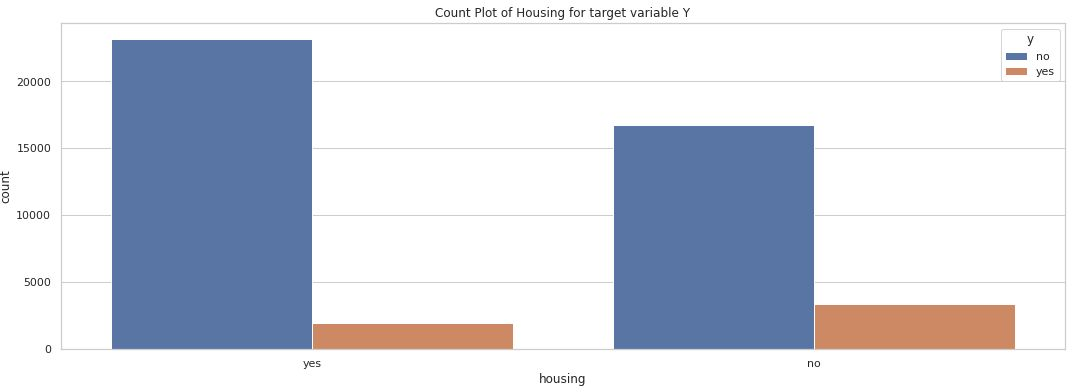 Count Plot of Housing for target variable Y
y
no
yes
20000
15000
10000
5000
0
count
yes
no
housing